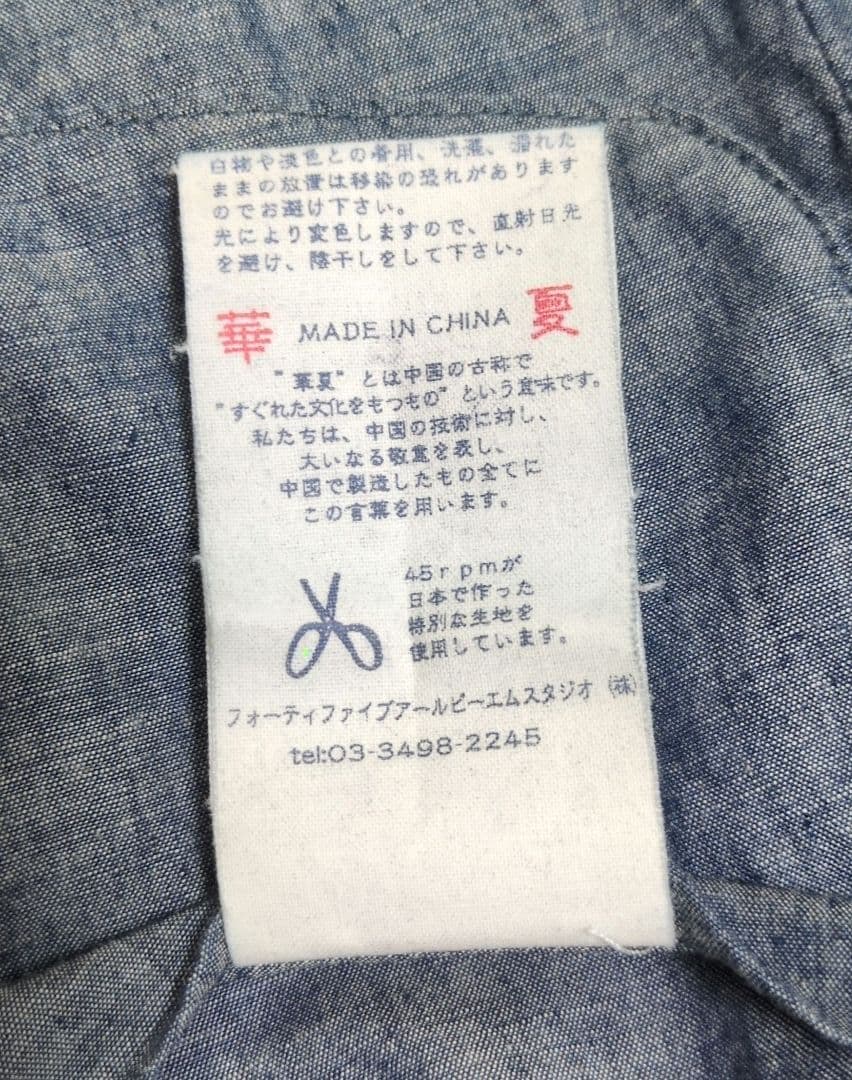 白物や淡色との着用、洗濯、濡れた
ままの放置は移染の恐れがあります
のでお避け下さい。
光により変色しますので、直射日光
を避け、陰干しをして下さい。
華 MADE IN CHINA 夏
"華夏"とは中国の古称で
"すぐれた文化をもつもの"という意味です。
私たちは、中国の技術に対し、
大いなる敬意を表し、
中国で製造したもの全てに
この言葉を用います。
45rpmが
日本で作った
特別な生地を
使用しています。
フォーティファイブアールピーエムスタジオ㈱
tel:03-3498-2245